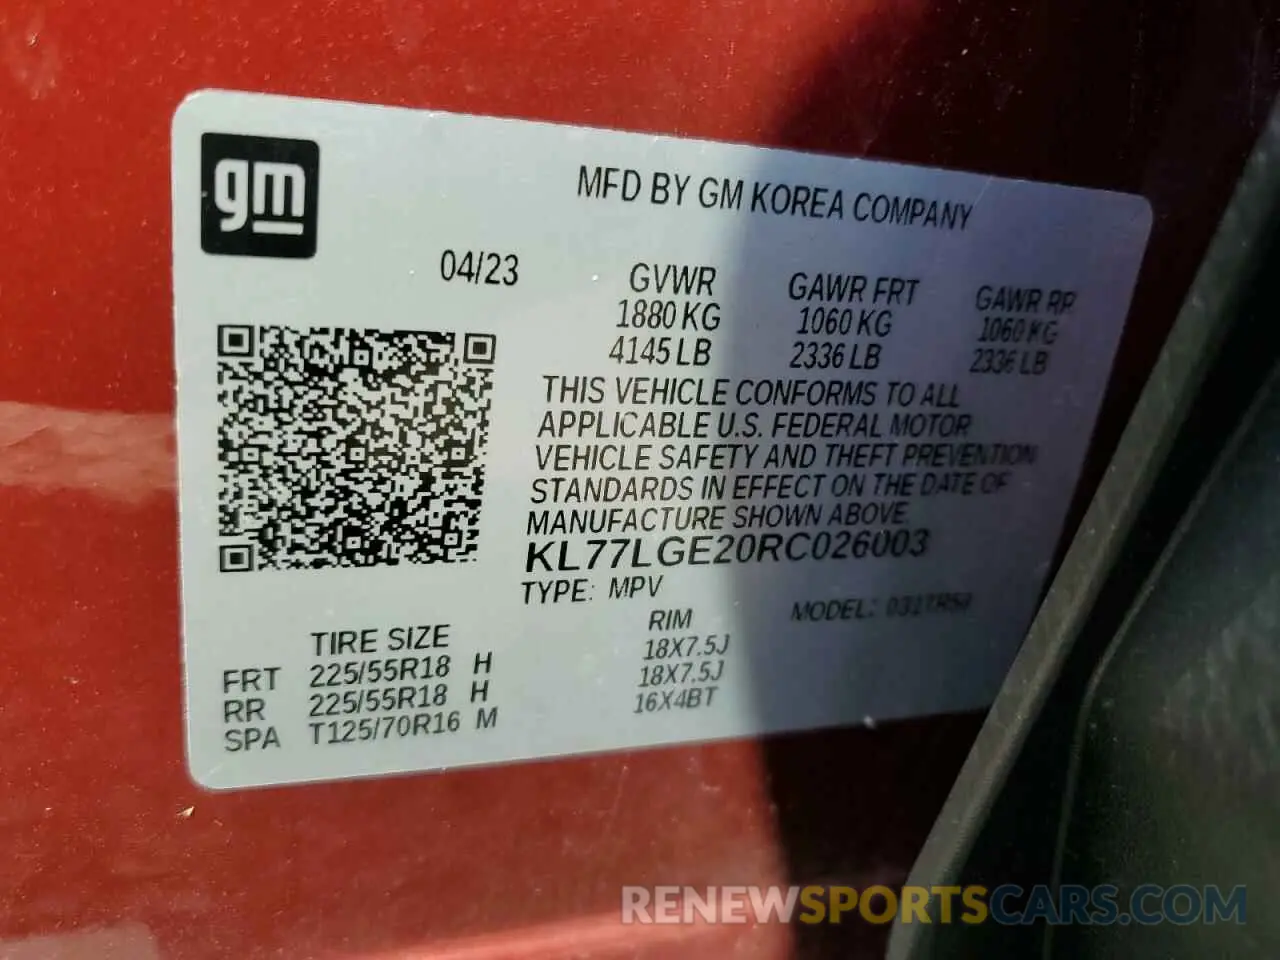 gm
MFD BY GM KOREA COMPANY
04/23
GVWR GAWR FRT GAWR RR
1880 KG 1060 KG 1060 KG
4145 LB 2336 LB 2336 LB
THIS VEHICLE CONFORMS TO ALL
APPLICABLE U.S. FEDERAL MOTOR
VEHICLE SAFETY AND THEFT PREVENTION
STANDARDS IN EFFECT ON THE DATE OF
MANUFACTURE SHOWN ABOVE.
KL77LGE20RC026003
TYPE: MPV MODEL:
TIRE SIZE RIM
FRT 225/55R18 H 18X7.5J
RR 225/55R18 H 18X7.5J
SPA T125/70R16 M 16X4BT
RENEWSPORTSCARS.COM